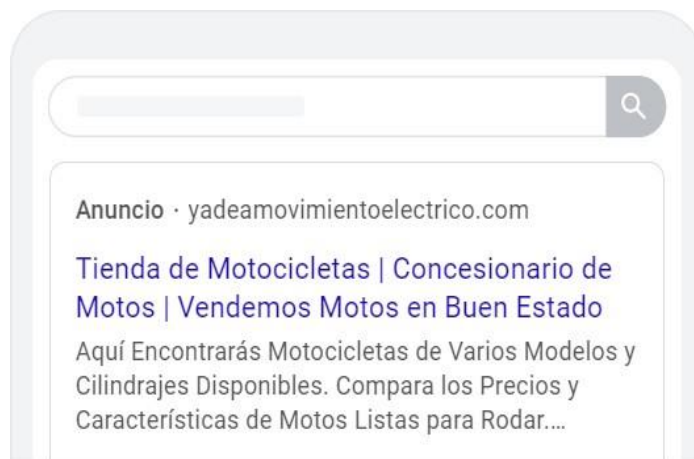 Anuncio · yadeamovimientoelectrico.com
Tienda de Motocicletas | Concesionario de
Motos | Vendemos Motos en Buen Estado
Aquí Encontrarás Motocicletas de Varios Modelos y
Cilindrajes Disponibles. Compara los Precios y
Características de Motos Listas para Rodar....